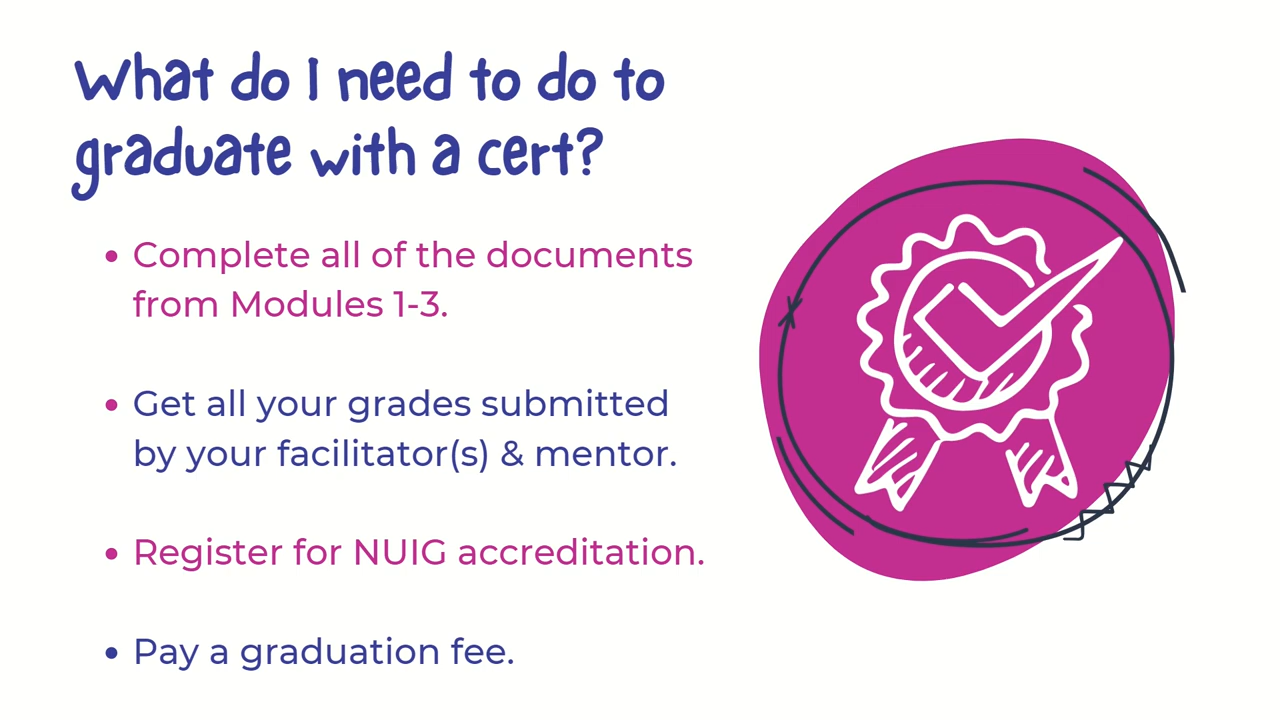 What do I need to do to
graduate with a cert?
• Complete all of the documents
from Modules 1-3.
• Get all your grades submitted
by your facilitator(s) & mentor.
• Register for NUIG accreditation.
• Pay a graduation fee.